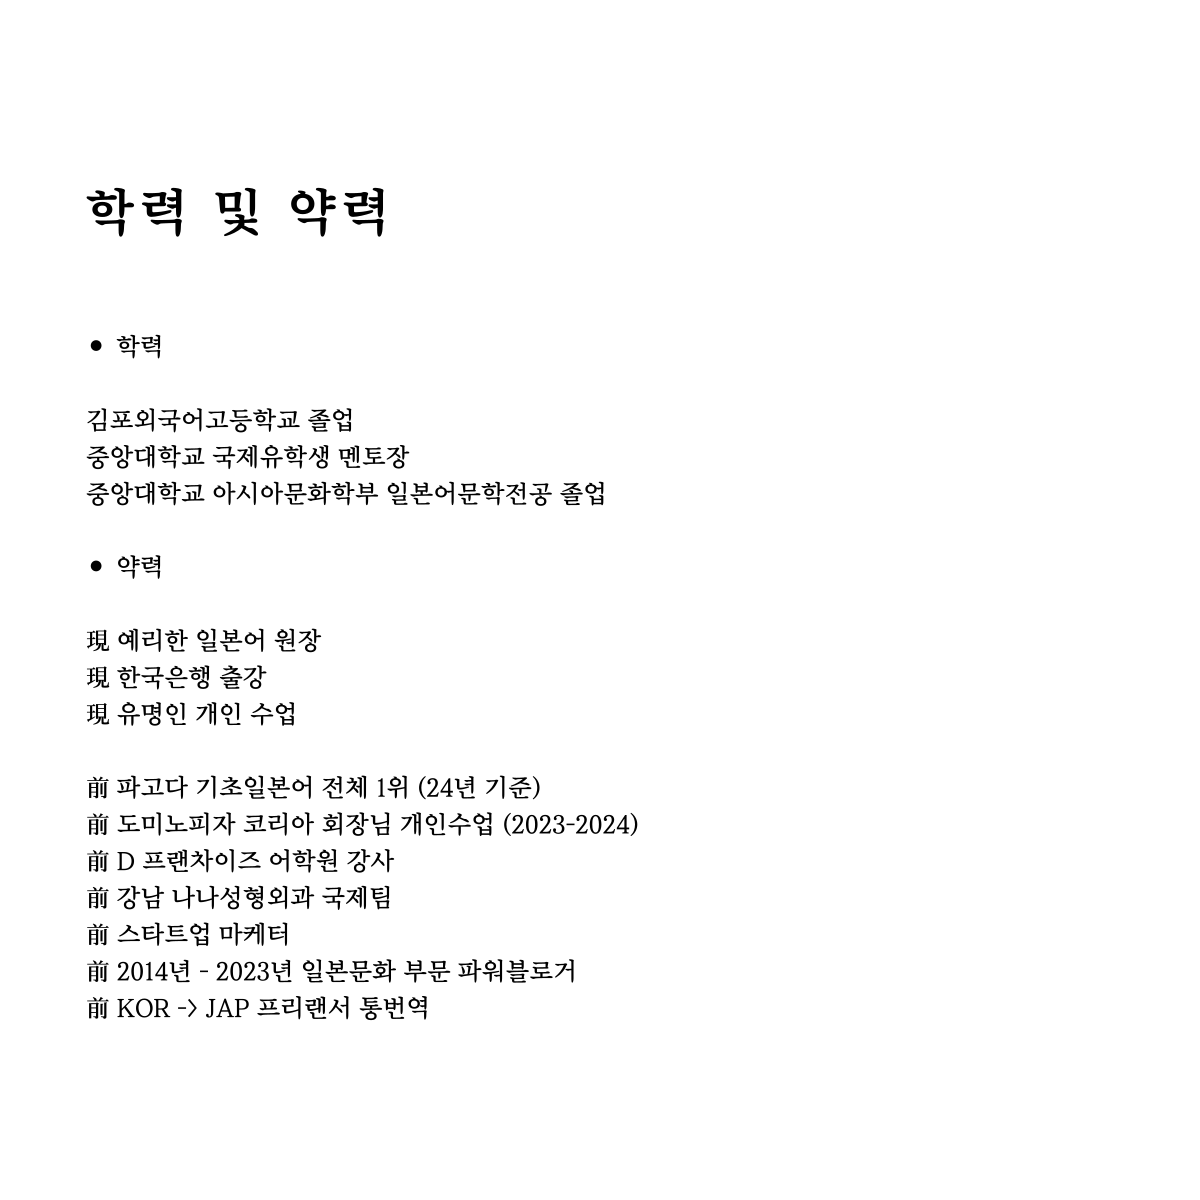 학력 및 약력
• 학력
김포외국어고등학교 졸업
중앙대학교 국제유학생 멘토장
중앙대학교 아시아문화학부 일본어문학전공 졸업
• 약력
現 예리한 일본어 원장
現 한국은행 출강
現 유명인 개인 수업
前 파고다 기초일본어 전체 1위 (24년 기준)
前 도미노피자 코리아 회장님 개인수업 (2023-2024)
前 D 프랜차이즈 어학원 강사
前 강남 나나성형외과 국제팀
前 스타트업 마케터
前 2014년 - 2023년 일본문화 부문 파워블로거
前 KOR -> JAP 프리랜서 통번역